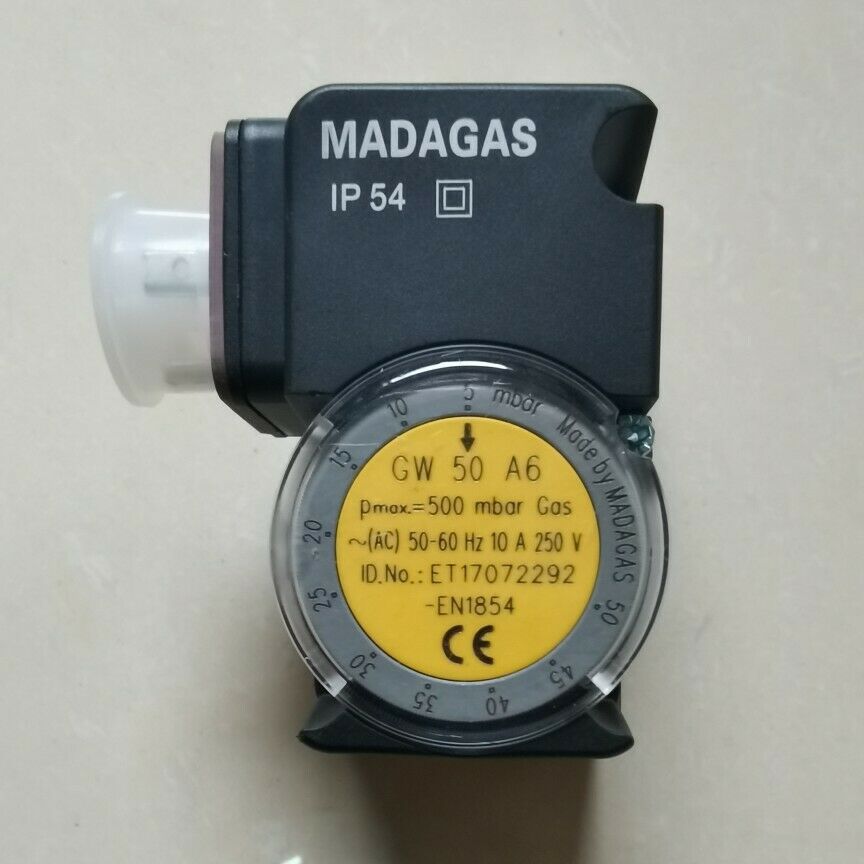 MADAGAS
IP 54
5 mbar
10
15
20
25
30
35
40
45
50
Made by MADAGAS
GW 50 A6
pmax.=500 mbar Gas
~(AC) 50-60 Hz 10 A 250 V
ID.No.: ET17072292
-EN1854
CE